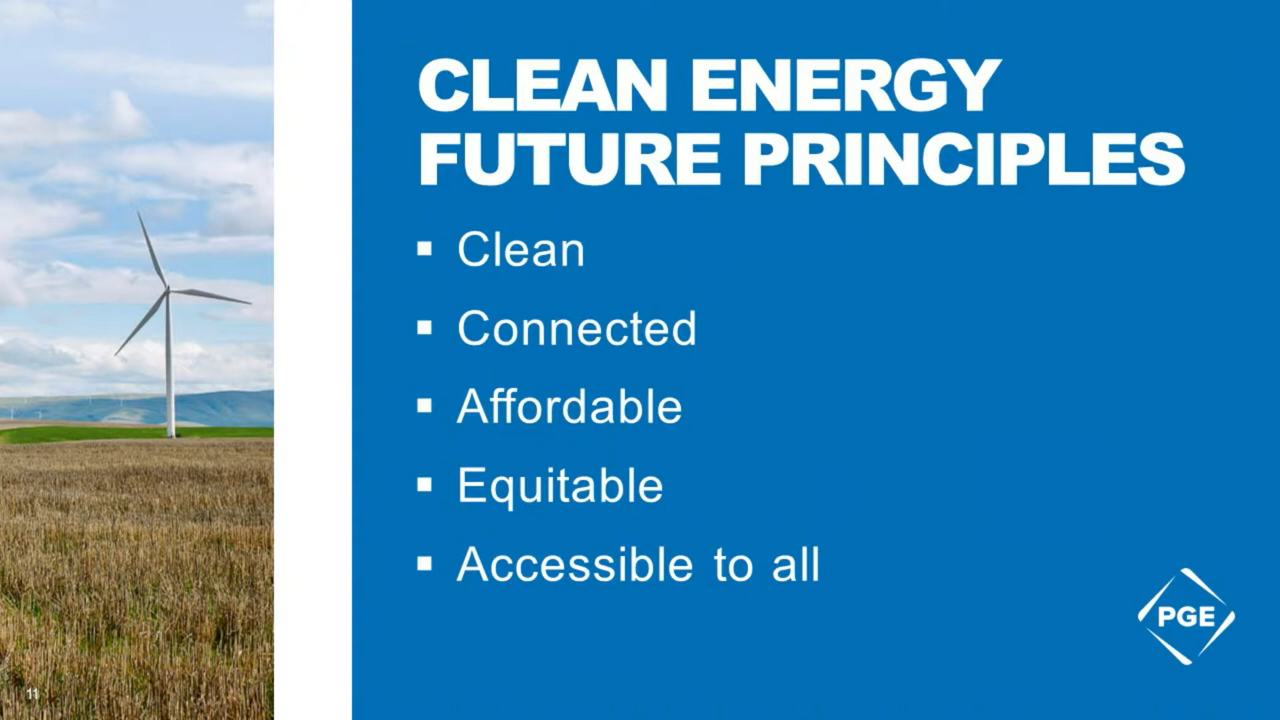 CLEAN ENERGY
FUTURE PRINCIPLES
▪ Clean
▪ Connected
▪ Affordable
▪ Equitable
▪ Accessible to all
PGE
11